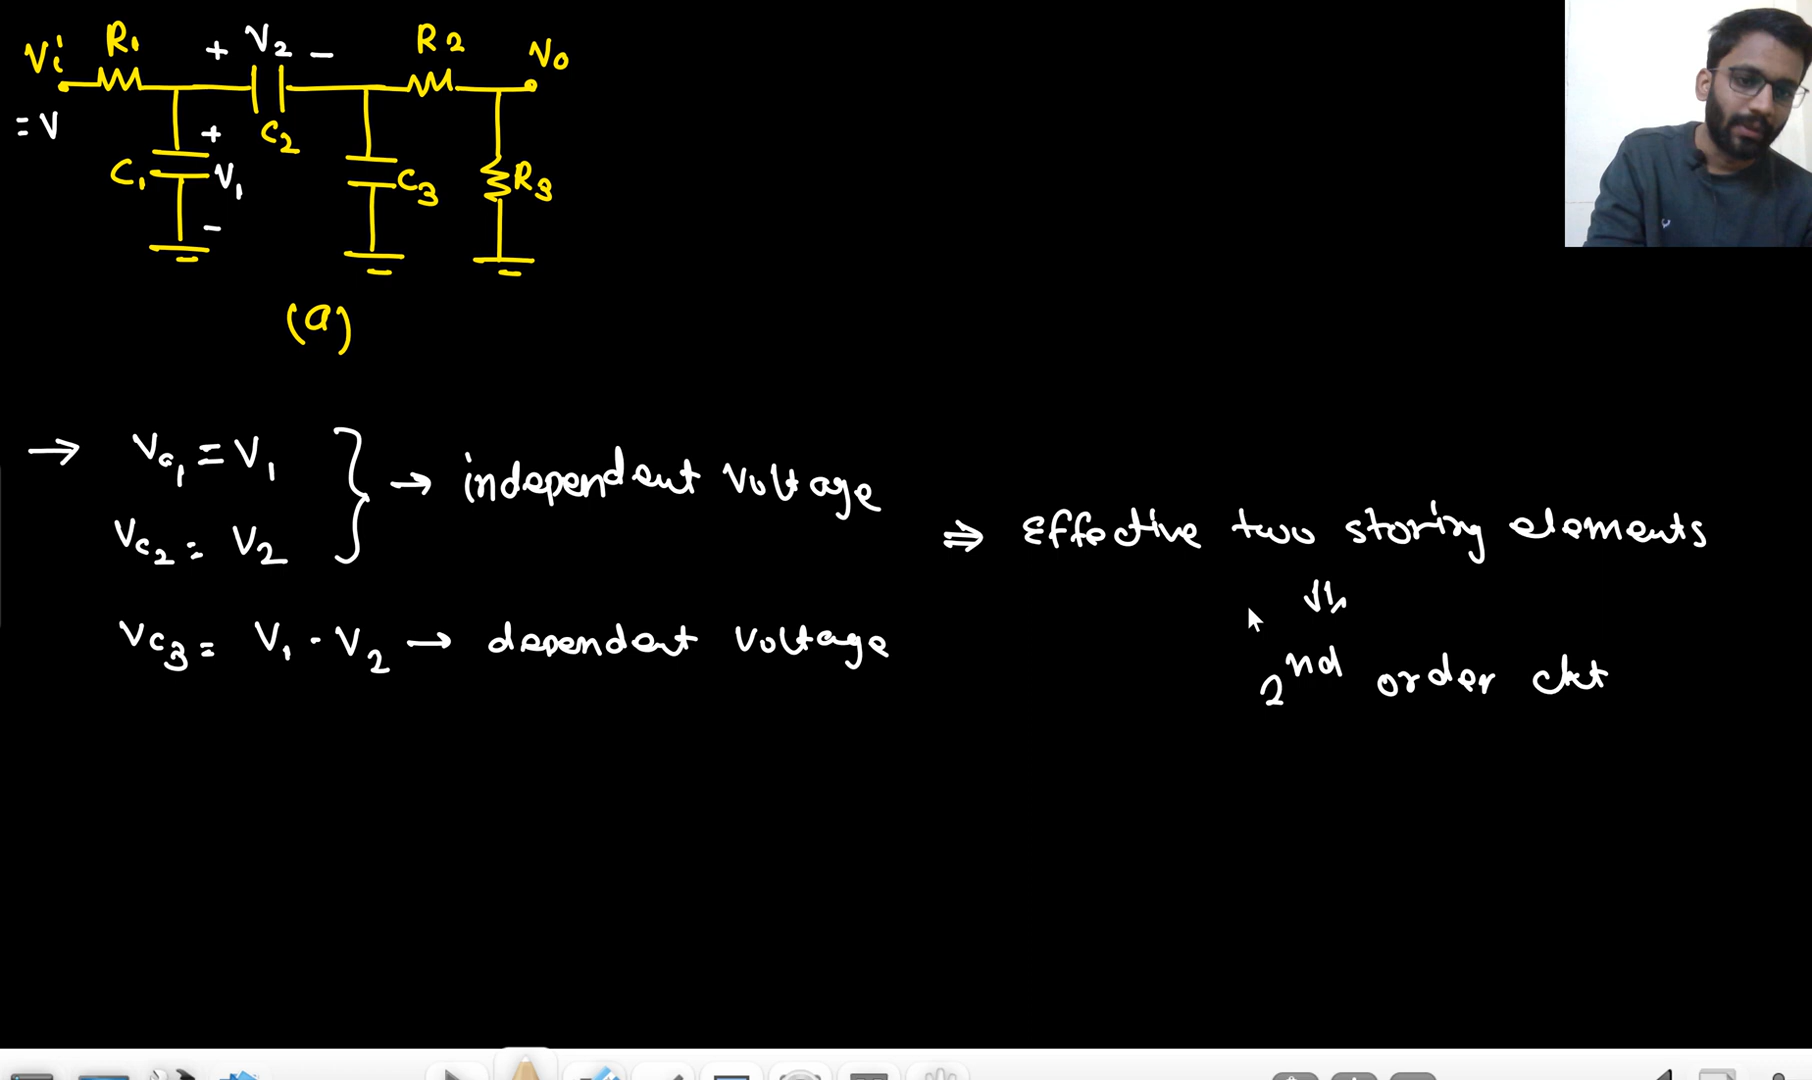 Vi R₁ + V₂ - R2 Vo
= V + C₂
C₁ V₁ C₃ R₃
-
(a)
→ Vc₁ = V₁ } → independent voltage
Vc₂ = V₂
⇒ Effective two storing elements
⇓
Vc₃ = V₁ - V₂ → dependent voltage
2nd order ckt